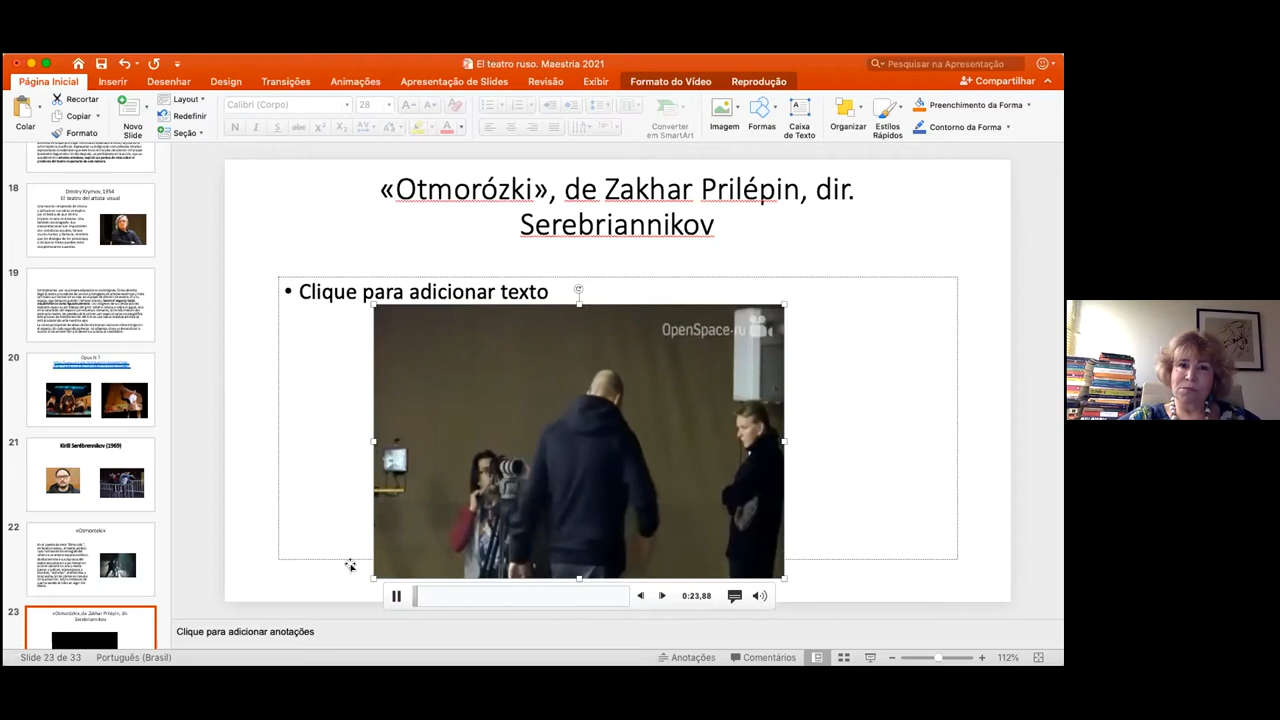 El teatro ruso. Maestria 2021
Pesquisar na Apresentação
Página Inicial Inserir Desenhar Design Transições Animações Apresentação de Slides Revisão Exibir Formato do Vídeo Reprodução Compartilhar
Colar Recortar Copiar Formato
Novo Slide Layout Redefinir Seção
Calibri (Corpo) 28
Converter em SmartArt
Imagem Formas Caixa de Texto
Organizar Estilos Rápidos
Preenchimento da Forma
Contorno da Forma
18
Dmitry Krymov, 1954
El teatro del artista visual
19
20
Opus N 7
21
Kirill Serébrennikov (1969)
22
«Otmorózki»
23
«Otmorózki», de Zakhar Prilépin, dir.
Serebriannikov
«Otmorózki», de Zakhar Prilépin, dir.
Serebriannikov
• Clique para adicionar texto
OpenSpace.ru
0:23,88
Clique para adicionar anotações
Slide 23 de 33 Português (Brasil) Anotações Comentários 112%